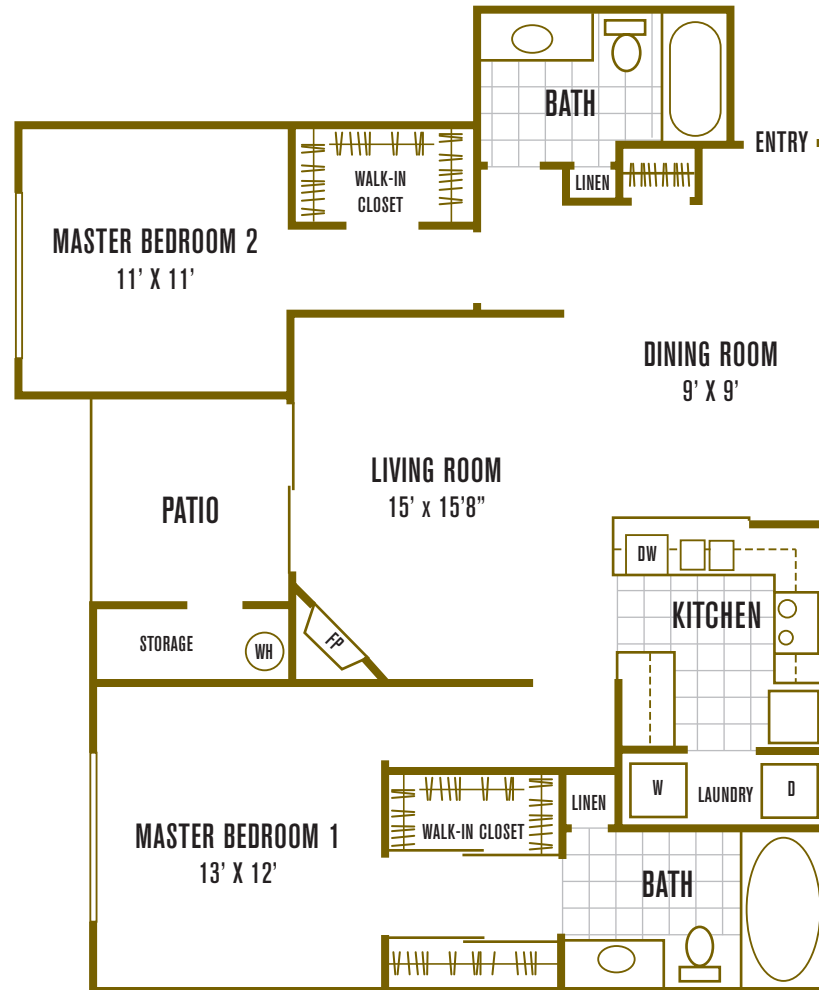 BATH
ENTRY
LINEN
WALK-IN
CLOSET
MASTER BEDROOM 2
11’ X 11’
DINING ROOM
9’ X 9’
LIVING ROOM
15’ x 15’8”
PATIO
DW
KITCHEN
STORAGE
WH
FP
W
LAUNDRY
D
LINEN
WALK-IN CLOSET
MASTER BEDROOM 1
13’ X 12’
BATH